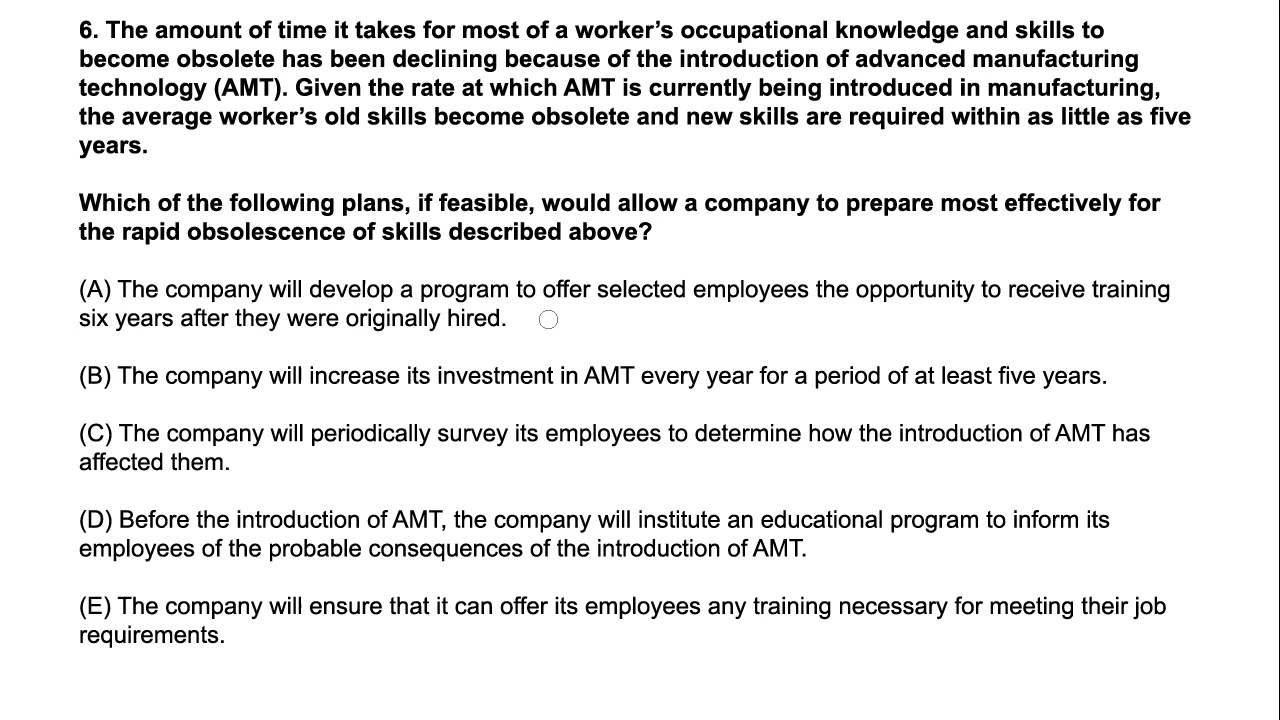 6. The amount of time it takes for most of a worker’s occupational knowledge and skills to
become obsolete has been declining because of the introduction of advanced manufacturing
technology (AMT). Given the rate at which AMT is currently being introduced in manufacturing,
the average worker’s old skills become obsolete and new skills are required within as little as five
years.
Which of the following plans, if feasible, would allow a company to prepare most effectively for
the rapid obsolescence of skills described above?
(A) The company will develop a program to offer selected employees the opportunity to receive training
six years after they were originally hired.
(B) The company will increase its investment in AMT every year for a period of at least five years.
(C) The company will periodically survey its employees to determine how the introduction of AMT has
affected them.
(D) Before the introduction of AMT, the company will institute an educational program to inform its
employees of the probable consequences of the introduction of AMT.
(E) The company will ensure that it can offer its employees any training necessary for meeting their job
requirements.